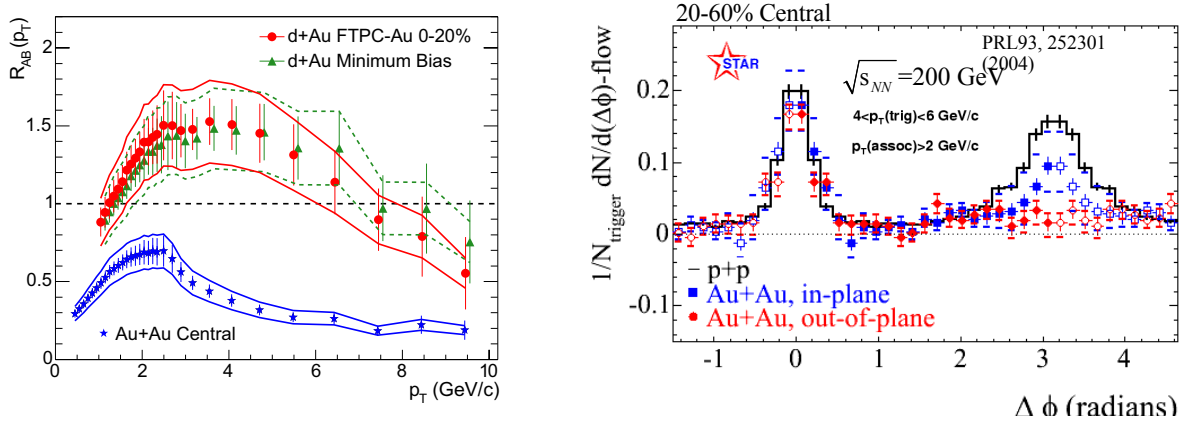 R_AB(p_T)
2
1.5
1
0.5
0
d+Au FTPC-Au 0-20%
d+Au Minimum Bias
Au+Au Central
0 2 4 6 8 10
p_T (GeV/c)
20-60% Central
PRL93, 252301
(2004)
STAR
√s_NN =200 GeV
4<p_T(trig)<6 GeV/c
p_T(assoc)>2 GeV/c
1/N_trigger dN/d(Δϕ)-flow
0.2
0.1
0
-0.1
p+p
Au+Au, in-plane
Au+Au, out-of-plane
-1 0 1 2 3 4
Δ ϕ (radians)